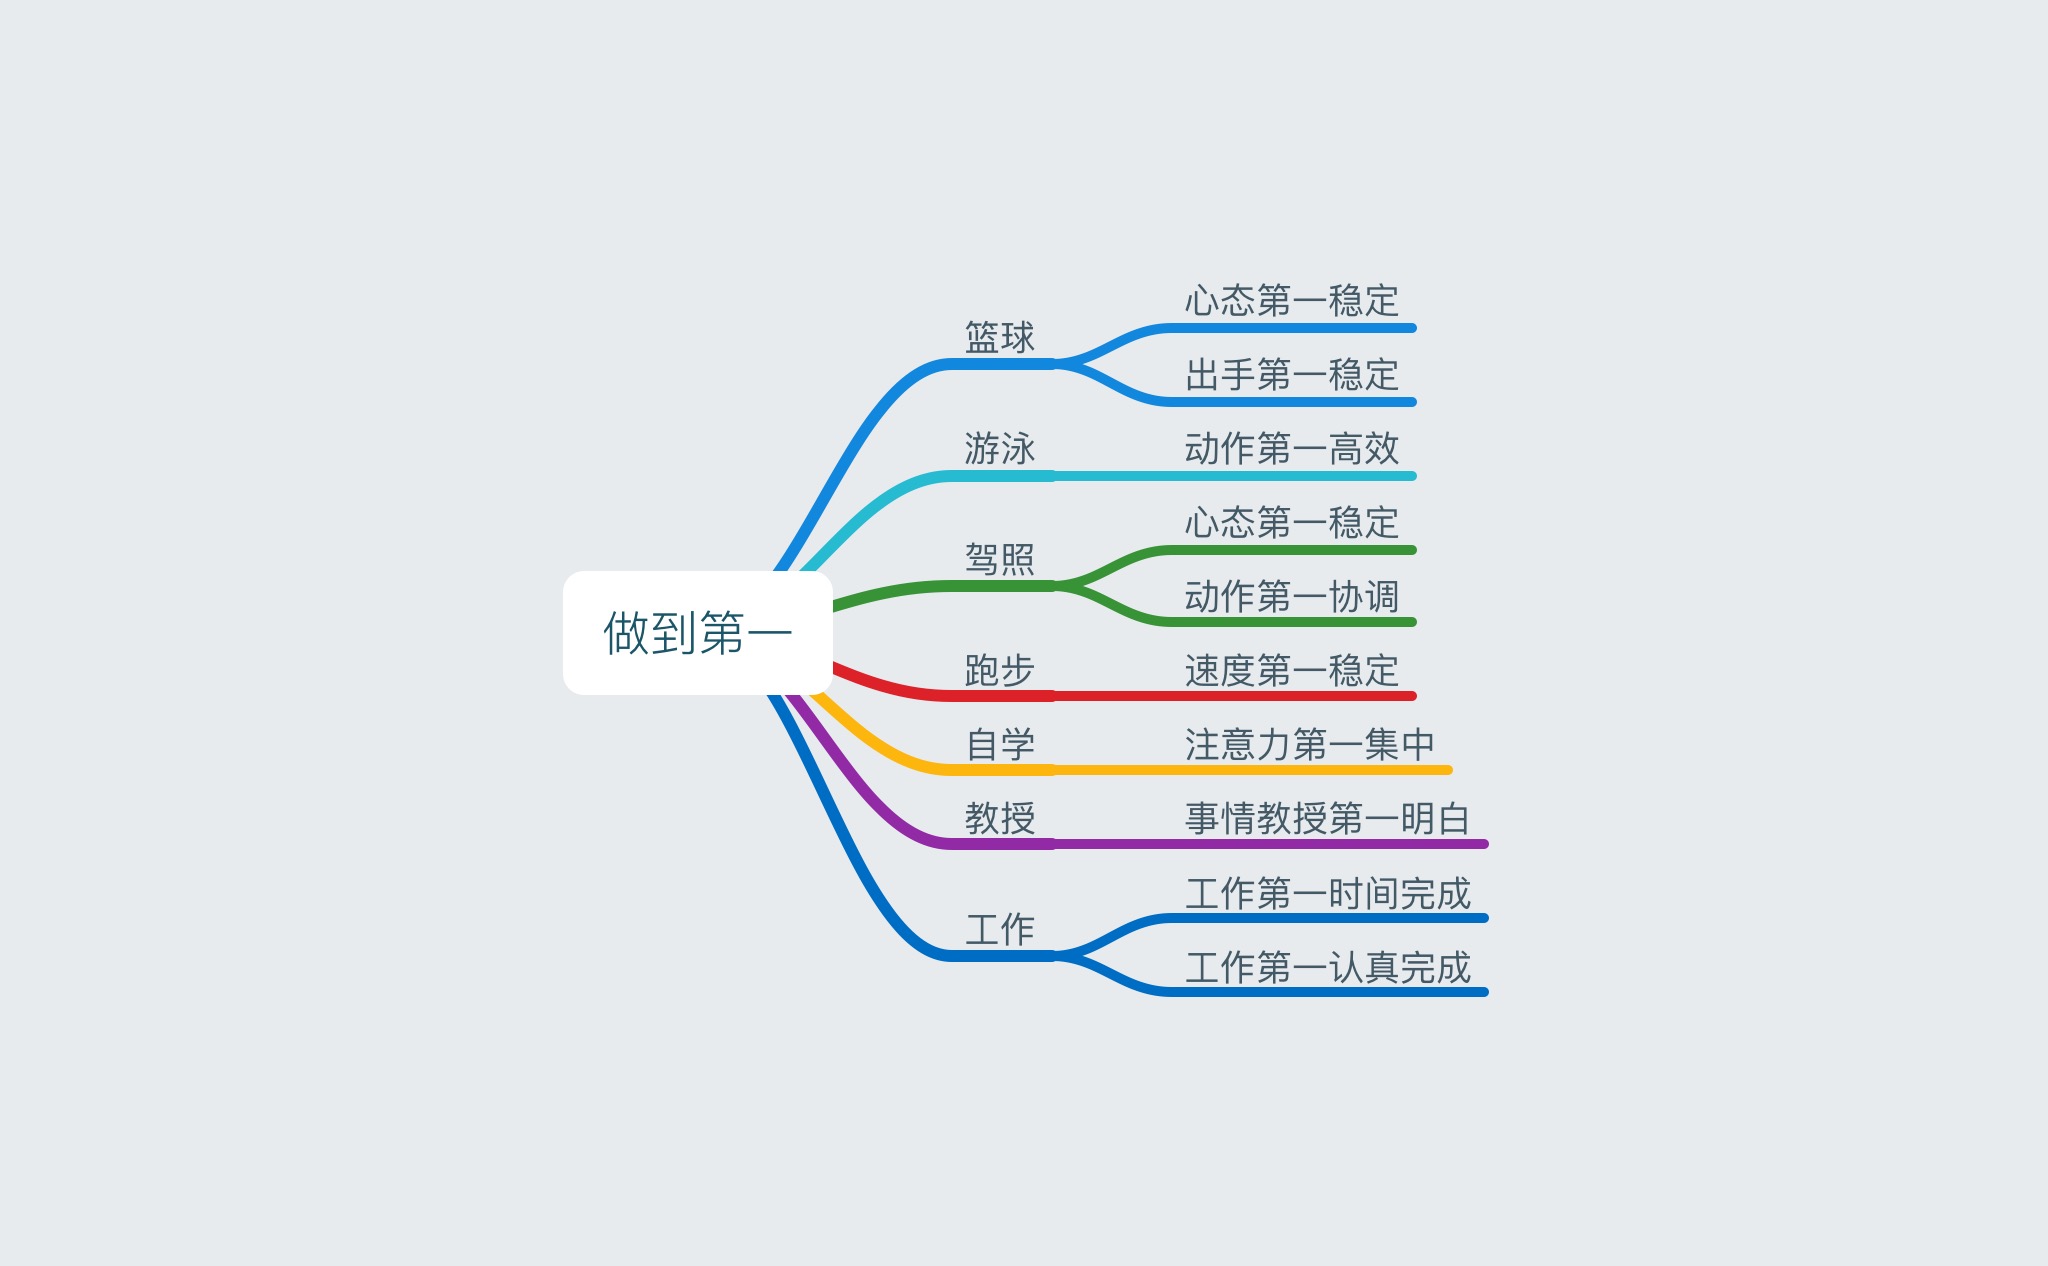 做到第一
篮球
心态第一稳定
出手第一稳定
游泳
动作第一高效
驾照
心态第一稳定
动作第一协调
跑步
速度第一稳定
自学
注意力第一集中
教授
事情教授第一明白
工作
工作第一时间完成
工作第一认真完成